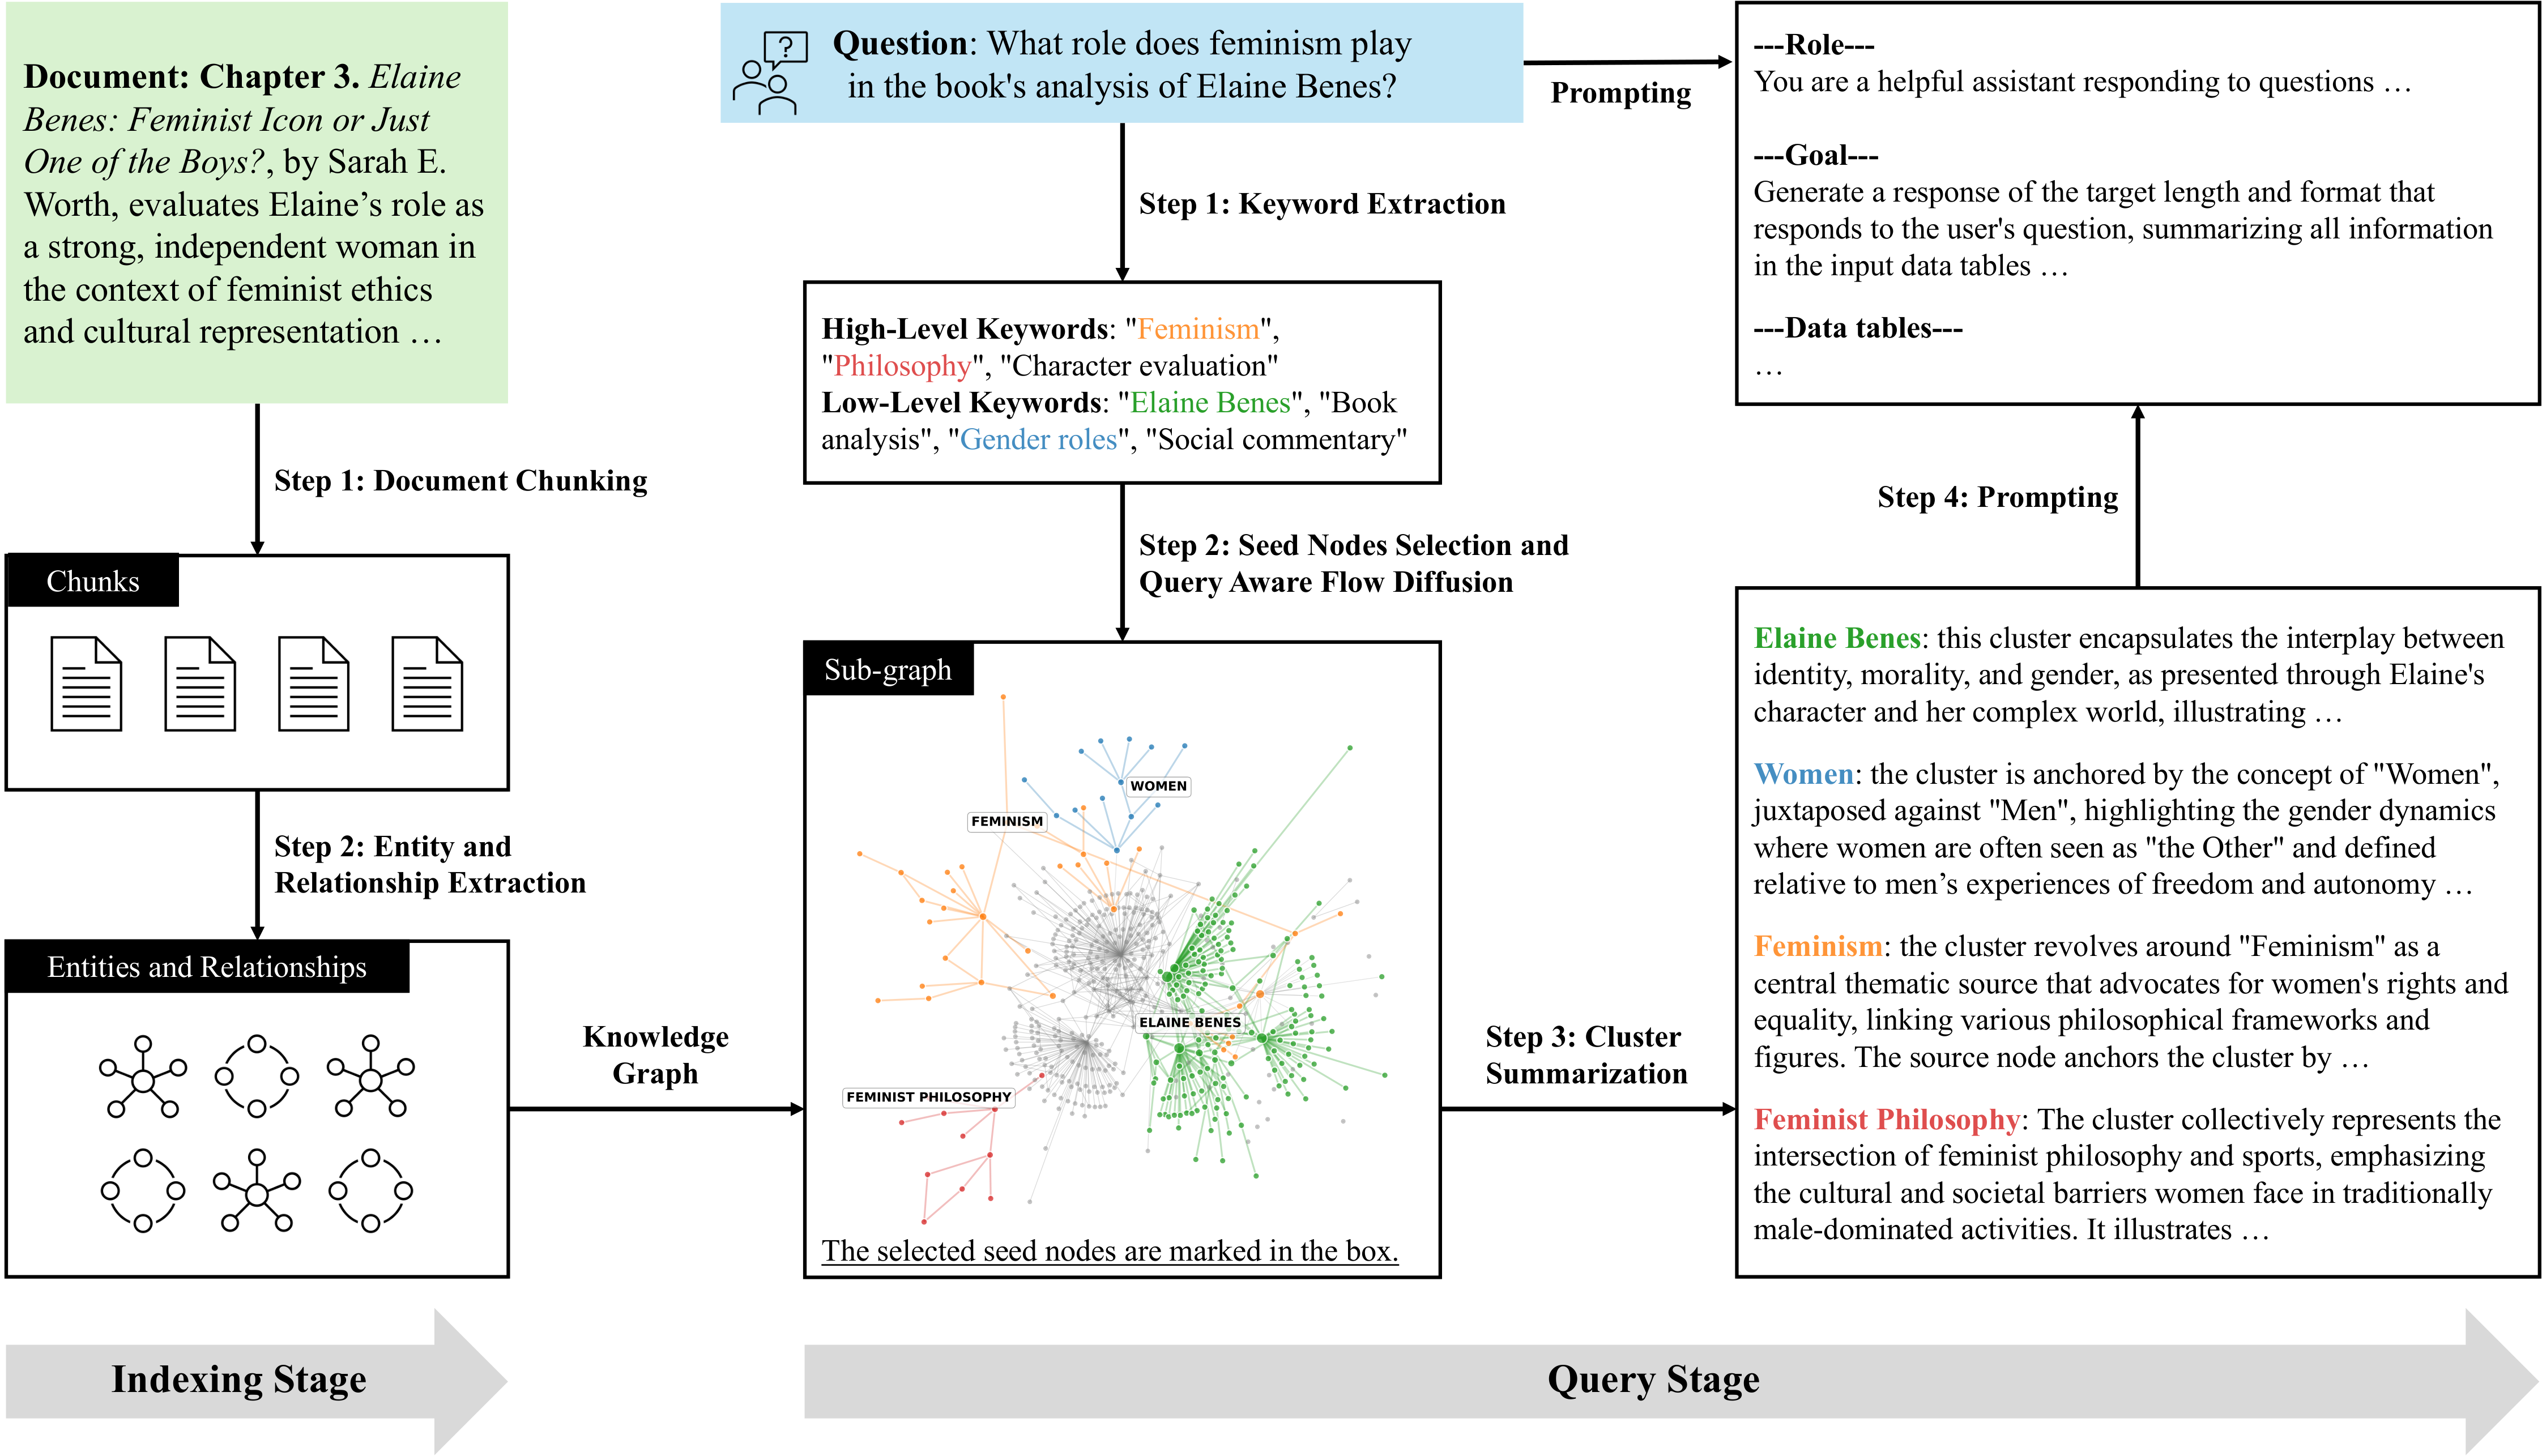 Document: Chapter 3. Elaine
Benes: Feminist Icon or Just
One of the Boys?, by Sarah E.
Worth, evaluates Elaine’s role as
a strong, independent woman in
the context of feminist ethics
and cultural representation …
Step 1: Document Chunking
Chunks
Step 2: Entity and
Relationship Extraction
Entities and Relationships
Knowledge
Graph
Indexing Stage
?
Question: What role does feminism play
in the book's analysis of Elaine Benes?
Prompting
Step 1: Keyword Extraction
High-Level Keywords: "Feminism",
"Philosophy", "Character evaluation"
Low-Level Keywords: "Elaine Benes", "Book
analysis", "Gender roles", "Social commentary"
Step 2: Seed Nodes Selection and
Query Aware Flow Diffusion
Sub-graph
WOMEN
FEMINISM
ELAINE BENES
FEMINIST PHILOSOPHY
The selected seed nodes are marked in the box.
Step 3: Cluster
Summarization
Elaine Benes: this cluster encapsulates the interplay between
identity, morality, and gender, as presented through Elaine's
character and her complex world, illustrating …
Women: the cluster is anchored by the concept of "Women",
juxtaposed against "Men", highlighting the gender dynamics
where women are often seen as "the Other" and defined
relative to men’s experiences of freedom and autonomy …
Feminism: the cluster revolves around "Feminism" as a
central thematic source that advocates for women's rights and
equality, linking various philosophical frameworks and
figures. The source node anchors the cluster by …
Feminist Philosophy: The cluster collectively represents the
intersection of feminist philosophy and sports, emphasizing
the cultural and societal barriers women face in traditionally
male-dominated activities. It illustrates …
Step 4: Prompting
---Role---
You are a helpful assistant responding to questions …
---Goal---
Generate a response of the target length and format that
responds to the user's question, summarizing all information
in the input data tables …
---Data tables---
…
Query Stage